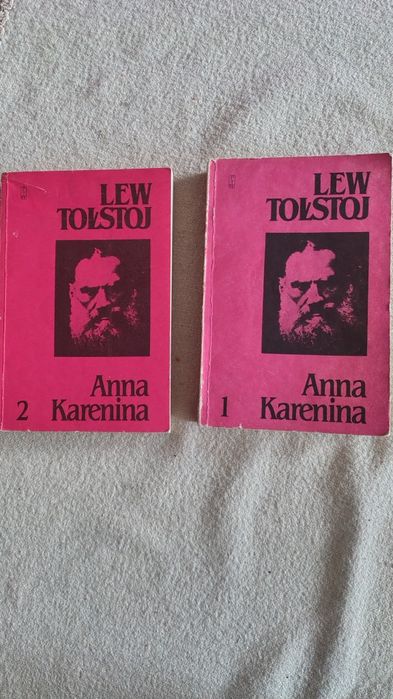 LEW
TOŁSTOJ
Anna
2 Karenina
LEW
TOŁSTOJ
Anna
1 Karenina